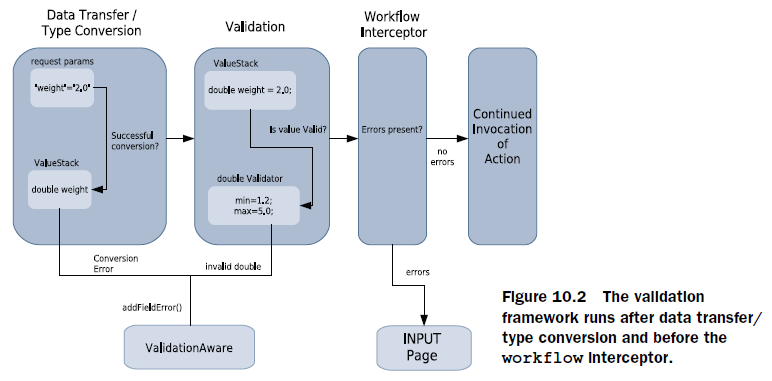 Data Transfer /
Type Conversion
request params
"weight"="2.0"
Successful
conversion?
ValueStack
double weight
Validation
ValueStack
double weight = 2.0;
Is value Valid?
double Validator
min=1.2;
max=5.0;
Workflow
Interceptor
Errors present?
no
errors
Continued
Invocation
of
Action
Conversion
Error
invalid double
addFieldError()
ValidationAware
errors
INPUT
Page
Figure 10.2 The validation
framework runs after data transfer/
type conversion and before the
workflow Interceptor.